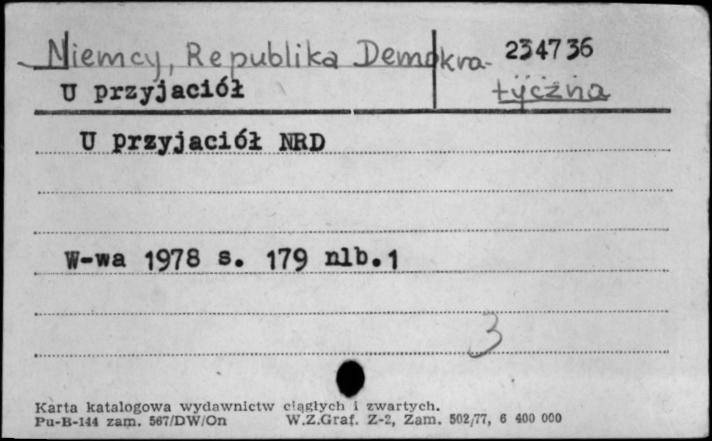 Niemcy, Republika Demokra-
234736
U przyjaciół
tyczna
U przyjaciół NRD
W-wa 1978 s. 179 nlb.1
3
Karta katalogowa wydawnictw ciągłych i zwartych.
Pu-B-144 zam. 567/DW/On W.Z.Graf. Z-2, Zam. 502/77, 6 400 000